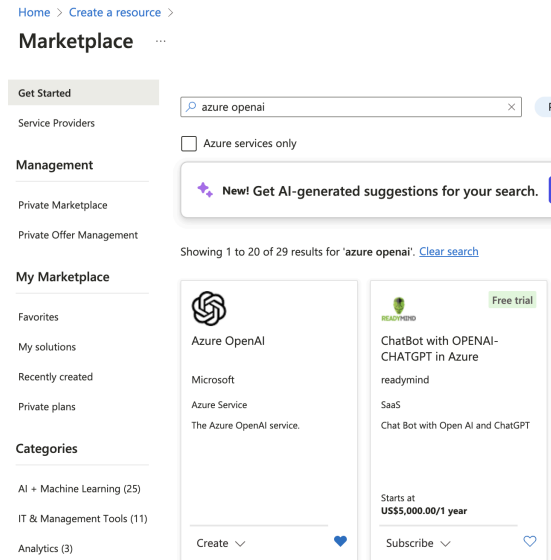 Home > Create a resource >
Marketplace ...
Get Started
Service Providers
Management
Private Marketplace
Private Offer Management
My Marketplace
Favorites
My solutions
Recently created
Private plans
Categories
AI + Machine Learning (25)
IT & Management Tools (11)
Analytics (3)
azure openai
Azure services only
New! Get AI-generated suggestions for your search.
Showing 1 to 20 of 29 results for 'azure openai'. Clear search
Azure OpenAI
Microsoft
Azure Service
The Azure OpenAI service.
Create
READYMIND
Free trial
ChatBot with OPENAI-
CHATGPT in Azure
readymind
SaaS
Chat Bot with Open AI and ChatGPT
Starts at
US$5,000.00/1 year
Subscribe